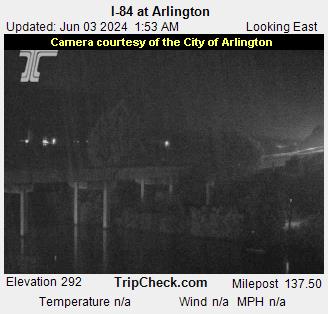 I-84 at Arlington
Updated: Jun 03 2024 1:53 AM Looking East
Camera courtesy of the City of Arlington
Elevation 292 TripCheck.com Milepost 137.50
Temperature n/a Wind n/a MPH n/a